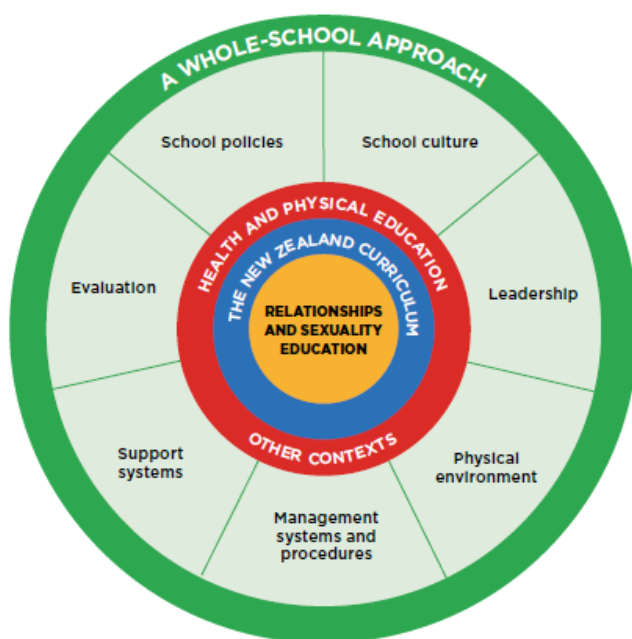 A WHOLE-SCHOOL APPROACH
School policies
School culture
Evaluation
Leadership
Support
systems
Physical
environment
Management
systems and
procedures
HEALTH AND PHYSICAL EDUCATION
OTHER CONTEXTS
THE NEW ZEALAND CURRICULUM
RELATIONSHIPS
AND SEXUALITY
EDUCATION